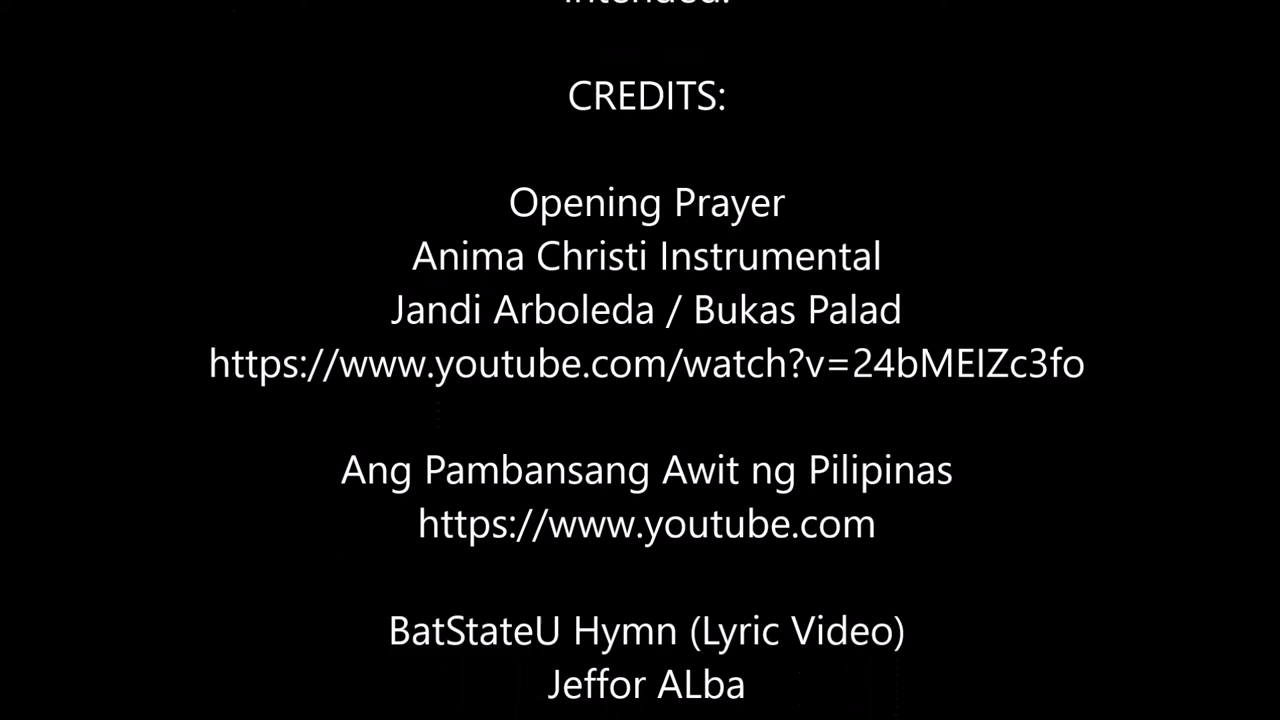 intended.
CREDITS:
Opening Prayer
Anima Christi Instrumental
Jandi Arboleda / Bukas Palad
https://www.youtube.com/watch?v=24bMEIZc3fo
Ang Pambansang Awit ng Pilipinas
https://www.youtube.com
BatStateU Hymn (Lyric Video)
Jeffor ALba